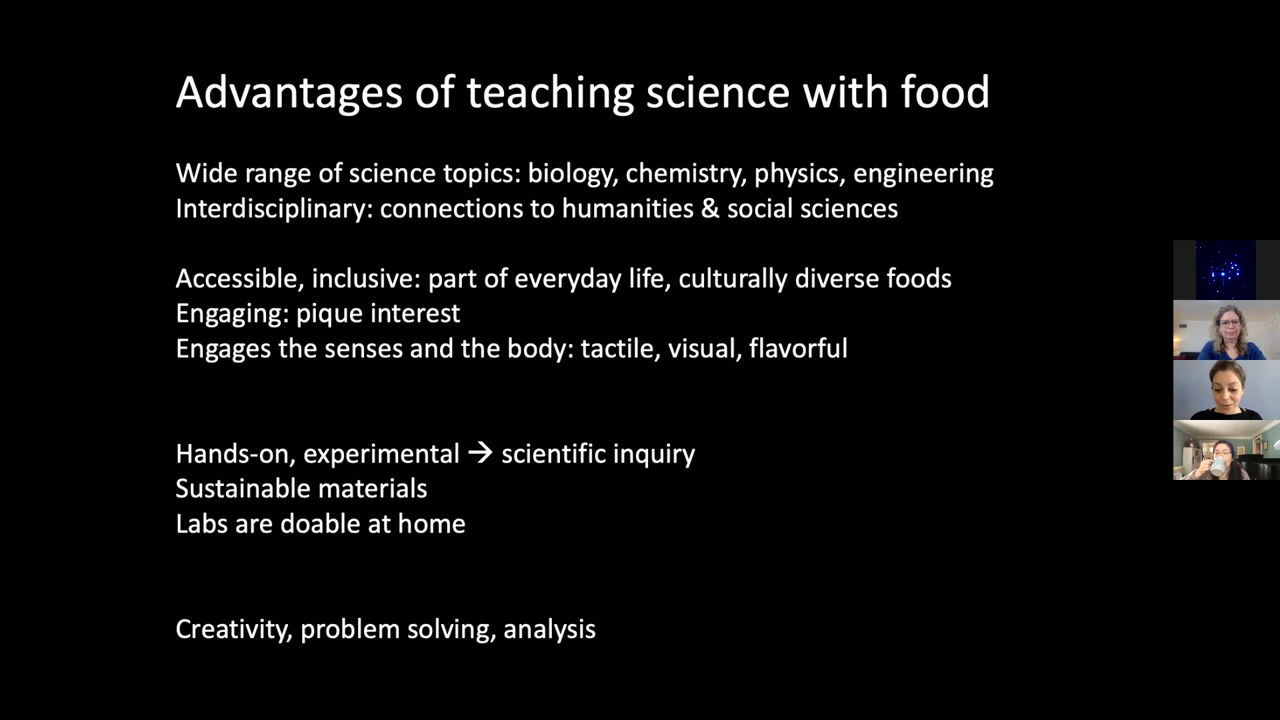 Advantages of teaching science with food
Wide range of science topics: biology, chemistry, physics, engineering
Interdisciplinary: connections to humanities & social sciences
Accessible, inclusive: part of everyday life, culturally diverse foods
Engaging: pique interest
Engages the senses and the body: tactile, visual, flavorful
Hands-on, experimental → scientific inquiry
Sustainable materials
Labs are doable at home
Creativity, problem solving, analysis